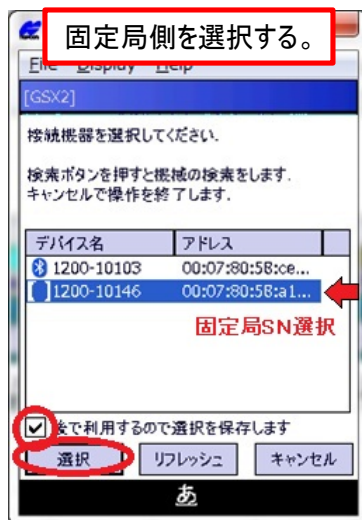 固定局側を選択する。
File Display Help
[GSX2]
接続機器を選択してください.
検索ボタンを押すと機械の検索をします.
キャンセルで操作を終了します.
デバイス名 アドレス
1200-10103 00:07:80:5B:ce...
1200-10146 00:07:80:5B:a1...
固定局SN選択
後で利用するので選択を保存します
選択 リフレッシュ キャンセル
あ